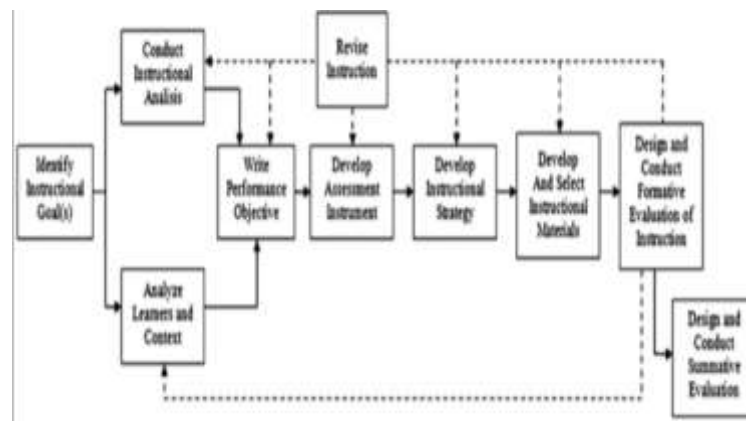 Conduct
Instructional
Analisis
Revise
Instruction
Identify
Instructional
Goal(s)
Write
Performance
Objective
Develop
Assessment
Instrument
Develop
Instructional
Strategy
Develop
And Select
Instructional
Materials
Design and
Conduct
Formative
Evaluation of
Instruction
Analyze
Learners and
Context
Design and
Conduct
Summative
Evaluation